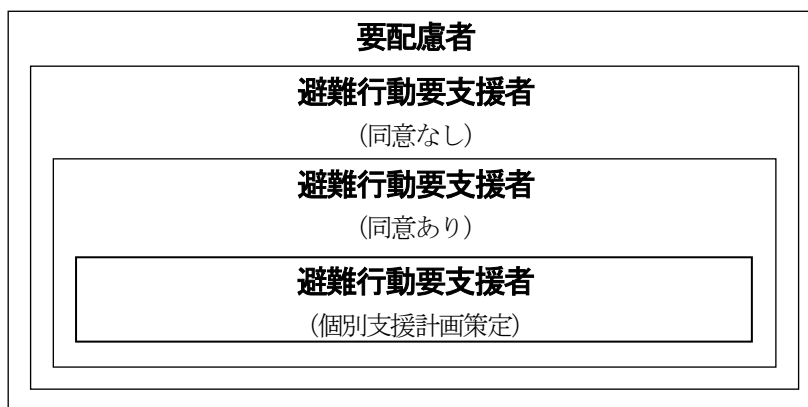 要配慮者
避難行動要支援者
(同意なし)
避難行動要支援者
(同意あり)
避難行動要支援者
(個別支援計画策定)